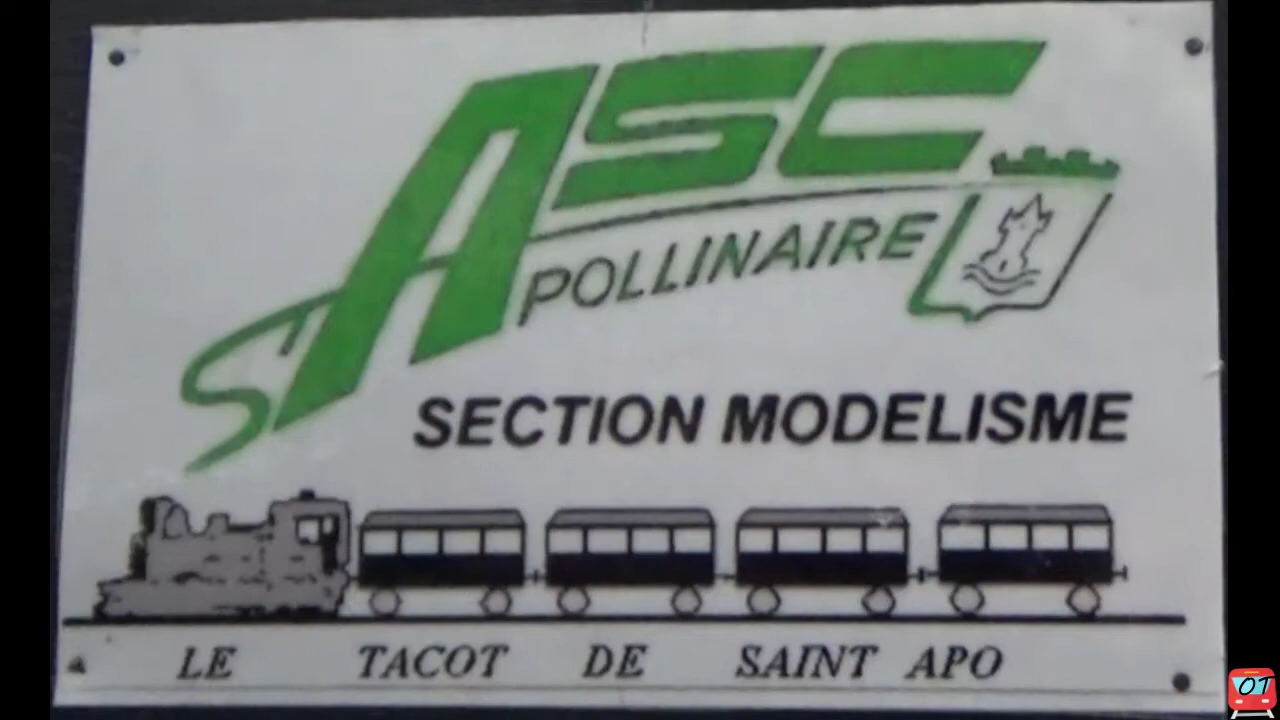 ASC
ST APOLLINAIRE
SECTION MODELISME
LE TACOT DE SAINT APO
OT